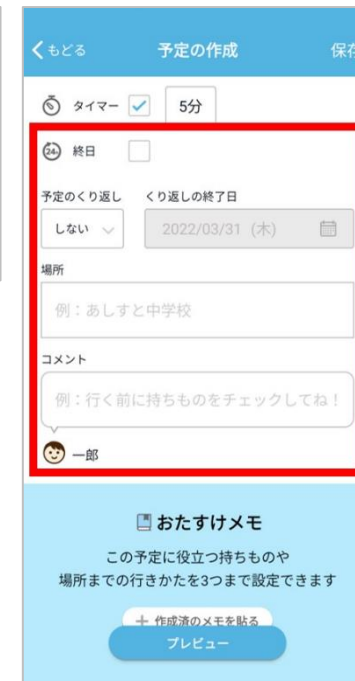 もどる 予定の作成 保存
タイマー 5分
24h 終日
予定のくり返し くり返しの終了日
しない 2022/03/31 (木)
場所
例：あしすと中学校
コメント
例：行く前に持ちものをチェックしてね！
一郎
おたすけメモ
この予定に役立つ持ちものや
場所までの行きかたを3つまで設定できます
＋ 作成済のメモを貼る
プレビュー